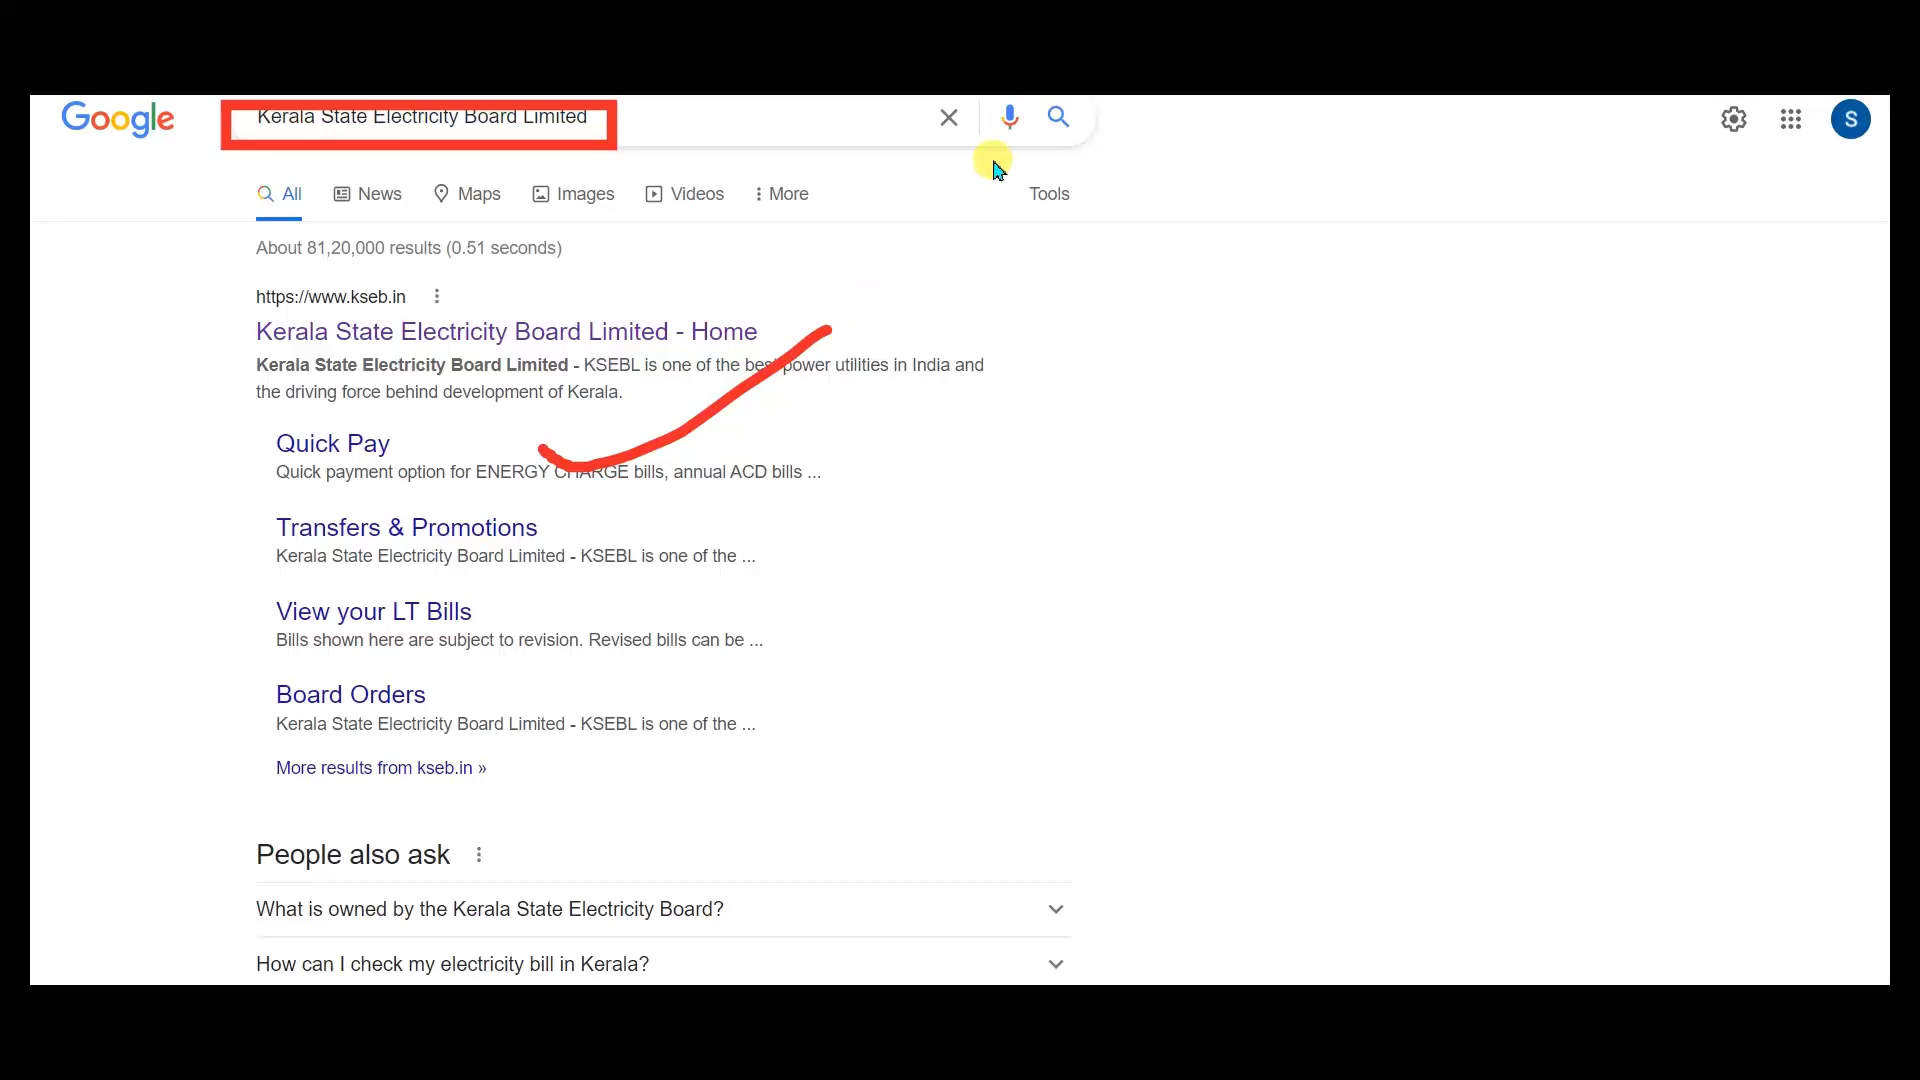 Google
Kerala State Electricity Board Limited
S
All
News
Maps
Images
Videos
More
Tools
About 81,20,000 results (0.51 seconds)
https://www.kseb.in
Kerala State Electricity Board Limited - Home
Kerala State Electricity Board Limited - KSEBL is one of the best power utilities in India and
the driving force behind development of Kerala.
Quick Pay
Quick payment option for ENERGY CHARGE bills, annual ACD bills ...
Transfers & Promotions
Kerala State Electricity Board Limited - KSEBL is one of the ...
View your LT Bills
Bills shown here are subject to revision. Revised bills can be ...
Board Orders
Kerala State Electricity Board Limited - KSEBL is one of the ...
More results from kseb.in »
People also ask
What is owned by the Kerala State Electricity Board?
How can I check my electricity bill in Kerala?